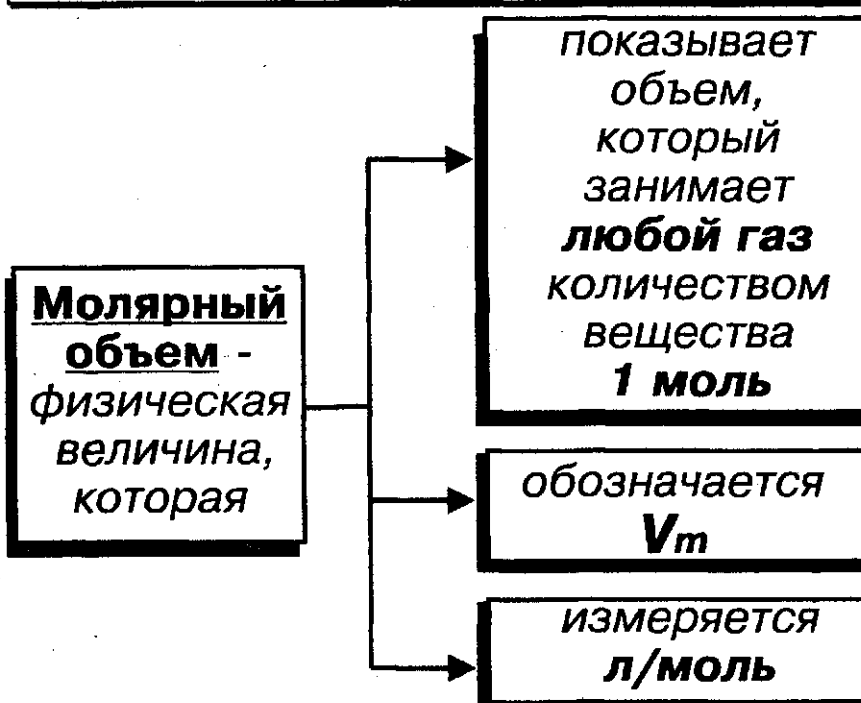 показывает
объем,
который
занимает
любой газ
количеством
вещества
1 моль
Молярный
объем -
физическая
величина,
которая
обозначается
Vm
измеряется
л/моль